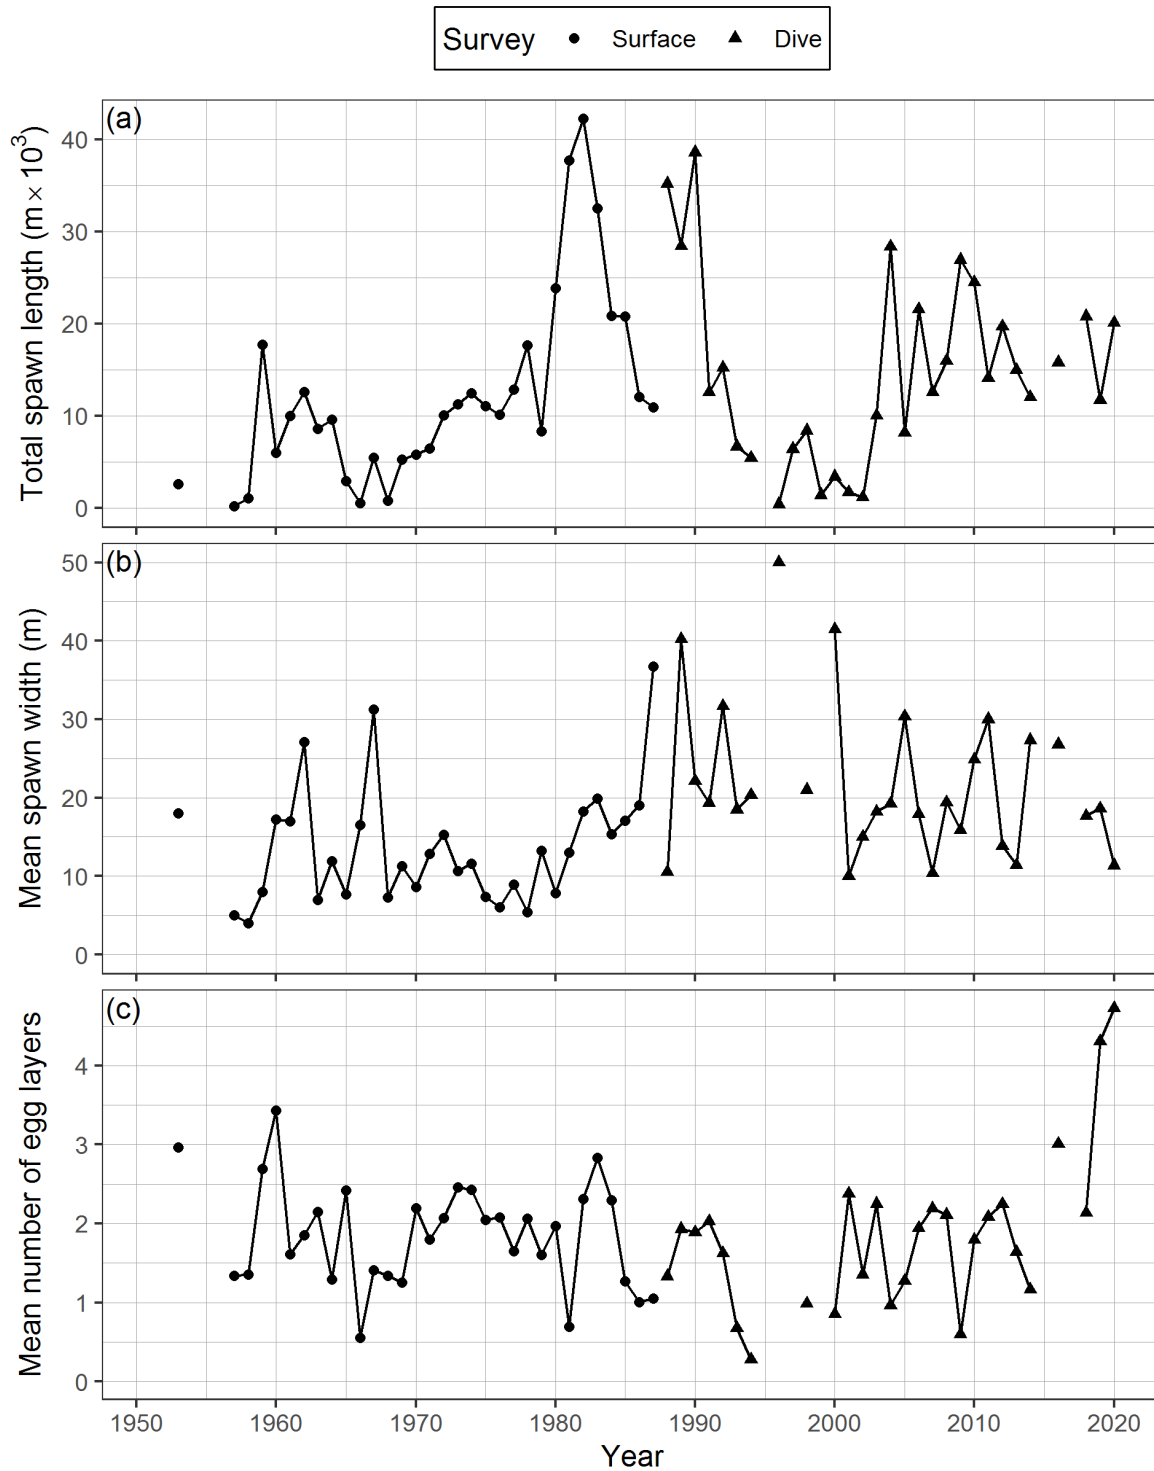 Survey Surface Dive
(a)
Total spawn length (m × 10³)
40
30
20
10
0
(b)
Mean spawn width (m)
50
40
30
20
10
0
(c)
Mean number of egg layers
4
3
2
1
0
1950 1960 1970 1980 1990 2000 2010 2020
Year